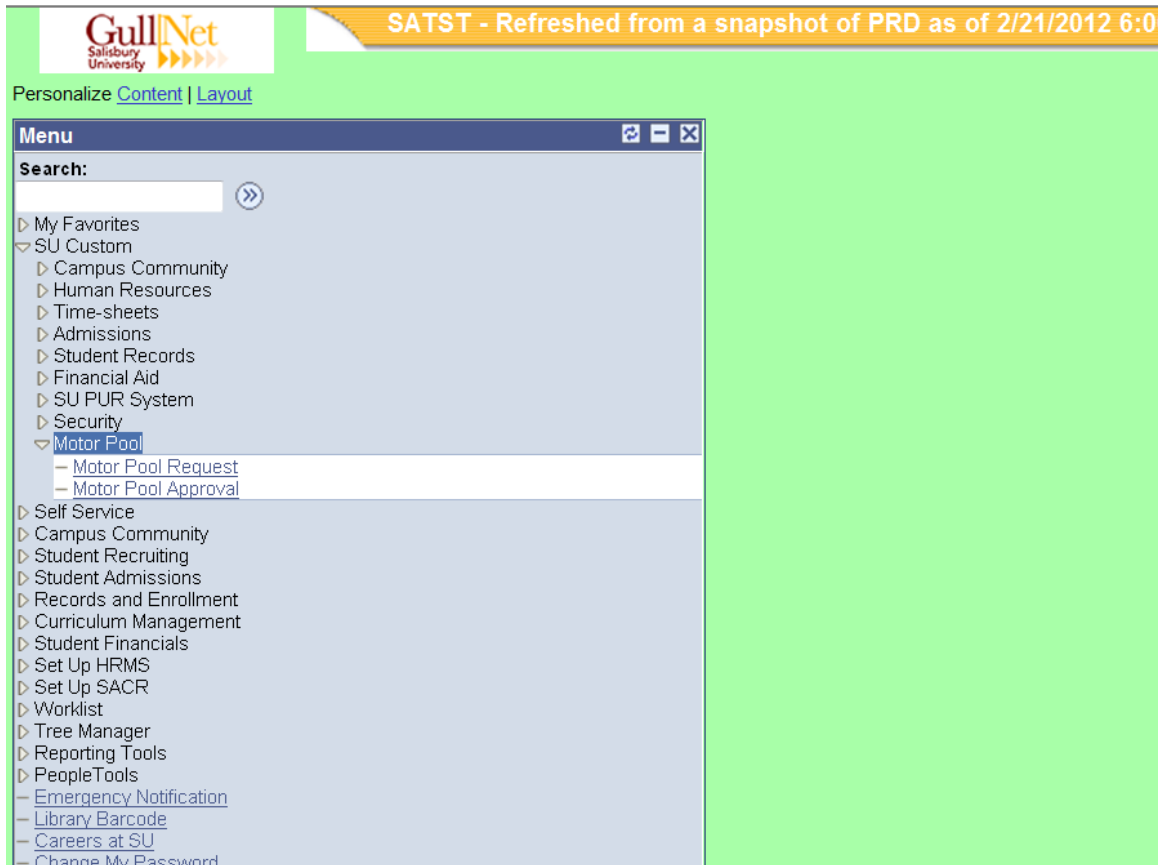 GullNet
Salisbury
University
SATST - Refreshed from a snapshot of PRD as of 2/21/2012 6:0
Personalize Content | Layout
Menu
Search:
My Favorites
SU Custom
Campus Community
Human Resources
Time-sheets
Admissions
Student Records
Financial Aid
SU PUR System
Security
Motor Pool
Motor Pool Request
Motor Pool Approval
Self Service
Campus Community
Student Recruiting
Student Admissions
Records and Enrollment
Curriculum Management
Student Financials
Set Up HRMS
Set Up SACR
Worklist
Tree Manager
Reporting Tools
PeopleTools
Emergency Notification
Library Barcode
Careers at SU
Change My Password